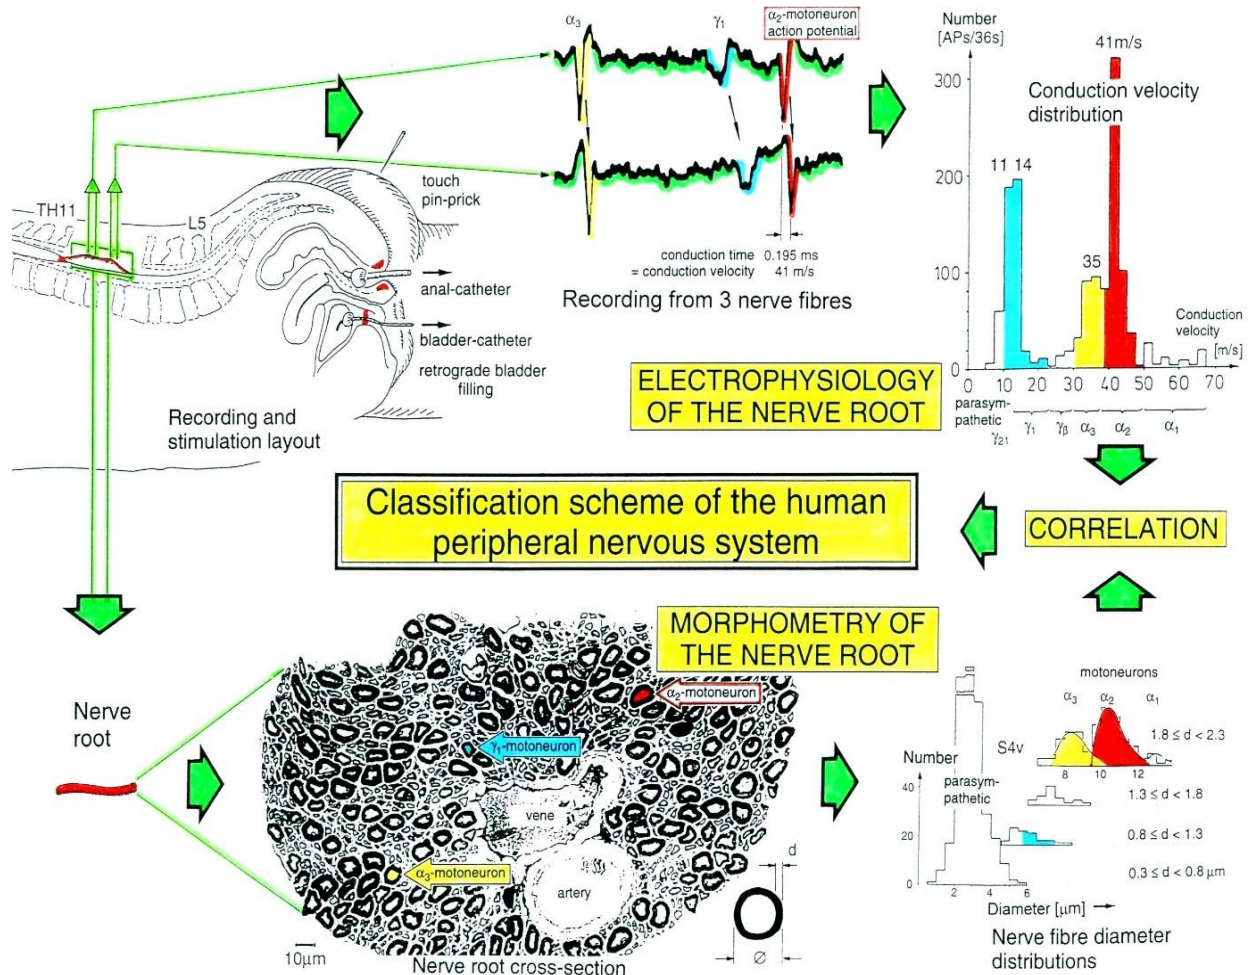 α3
γ1
α2-motoneuron
action potential
conduction time 0.195 ms
= conduction velocity 41 m/s
Recording from 3 nerve fibres
TH11
L5
touch
pin-prick
anal-catheter
bladder-catheter
retrograde bladder
filling
Recording and
stimulation layout
Number
[APs/36s]
41m/s
Conduction velocity
distribution
300
200
100
0
11 14
35
Conduction
velocity
[m/s]
0 10 20 30 40 50 60 70
parasym-
pathetic
γ21 γ1 γβ α3 α2 α1
ELECTROPHYSIOLOGY
OF THE NERVE ROOT
Classification scheme of the human
peripheral nervous system
CORRELATION
MORPHOMETRY OF
THE NERVE ROOT
Nerve
root
α2-motoneuron
γ1-motoneuron
vene
α3-motoneuron
artery
d
Ø
10μm
Nerve root cross-section
motoneurons
α3 α2 α1
S4v
1.8 ≤ d < 2.3
8 10 12
Number
parasym-
pathetic
1.3 ≤ d < 1.8
0.8 ≤ d < 1.3
0.3 ≤ d < 0.8 μm
40
20
0
2 4 6
Diameter [μm]
Nerve fibre diameter
distributions